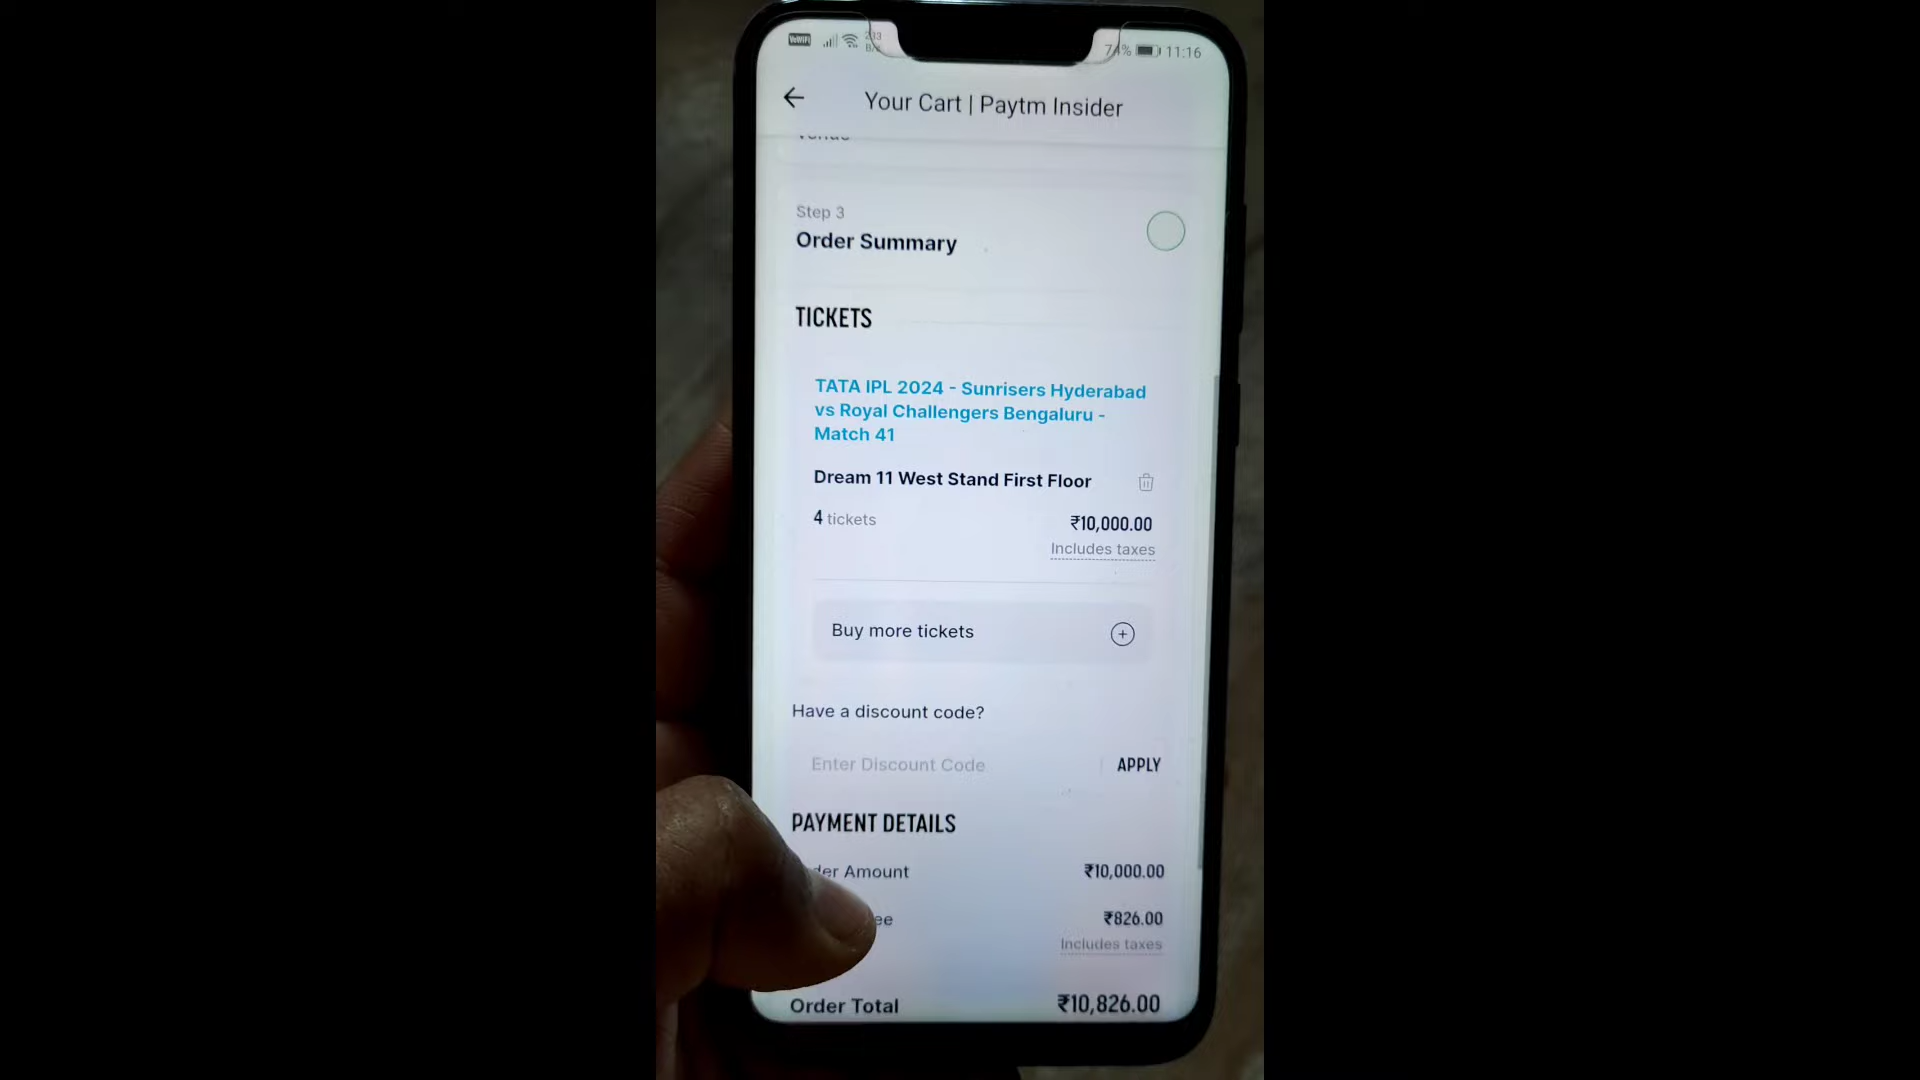 VoWiFi
74% 11:16
Your Cart | Paytm Insider
Step 3
Order Summary
TICKETS
TATA IPL 2024 - Sunrisers Hyderabad
vs Royal Challengers Bengaluru -
Match 41
Dream 11 West Stand First Floor
4 tickets ₹10,000.00
Includes taxes
Buy more tickets
Have a discount code?
Enter Discount Code APPLY
PAYMENT DETAILS
Amount ₹10,000.00
₹826.00
Includes taxes
Order Total ₹10,826.00